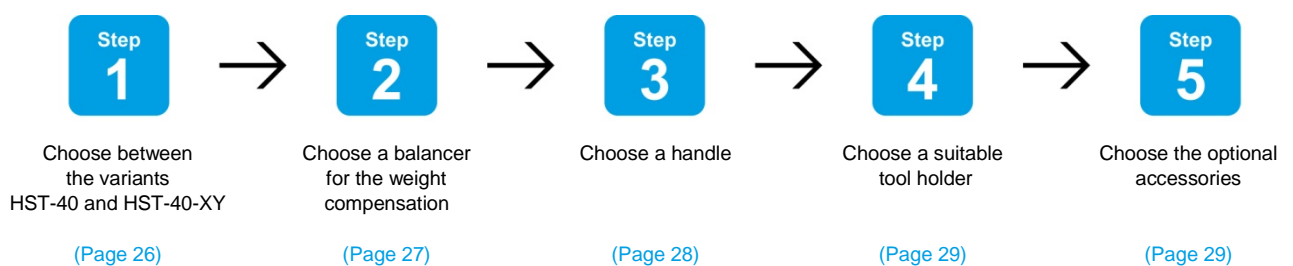 Step
1
Choose between
the variants
HST-40 and HST-40-XY
(Page 26)
Step
2
Choose a balancer
for the weight
compensation
(Page 27)
Step
3
Choose a handle
(Page 28)
Step
4
Choose a suitable
tool holder
(Page 29)
Step
5
Choose the optional
accessories
(Page 29)